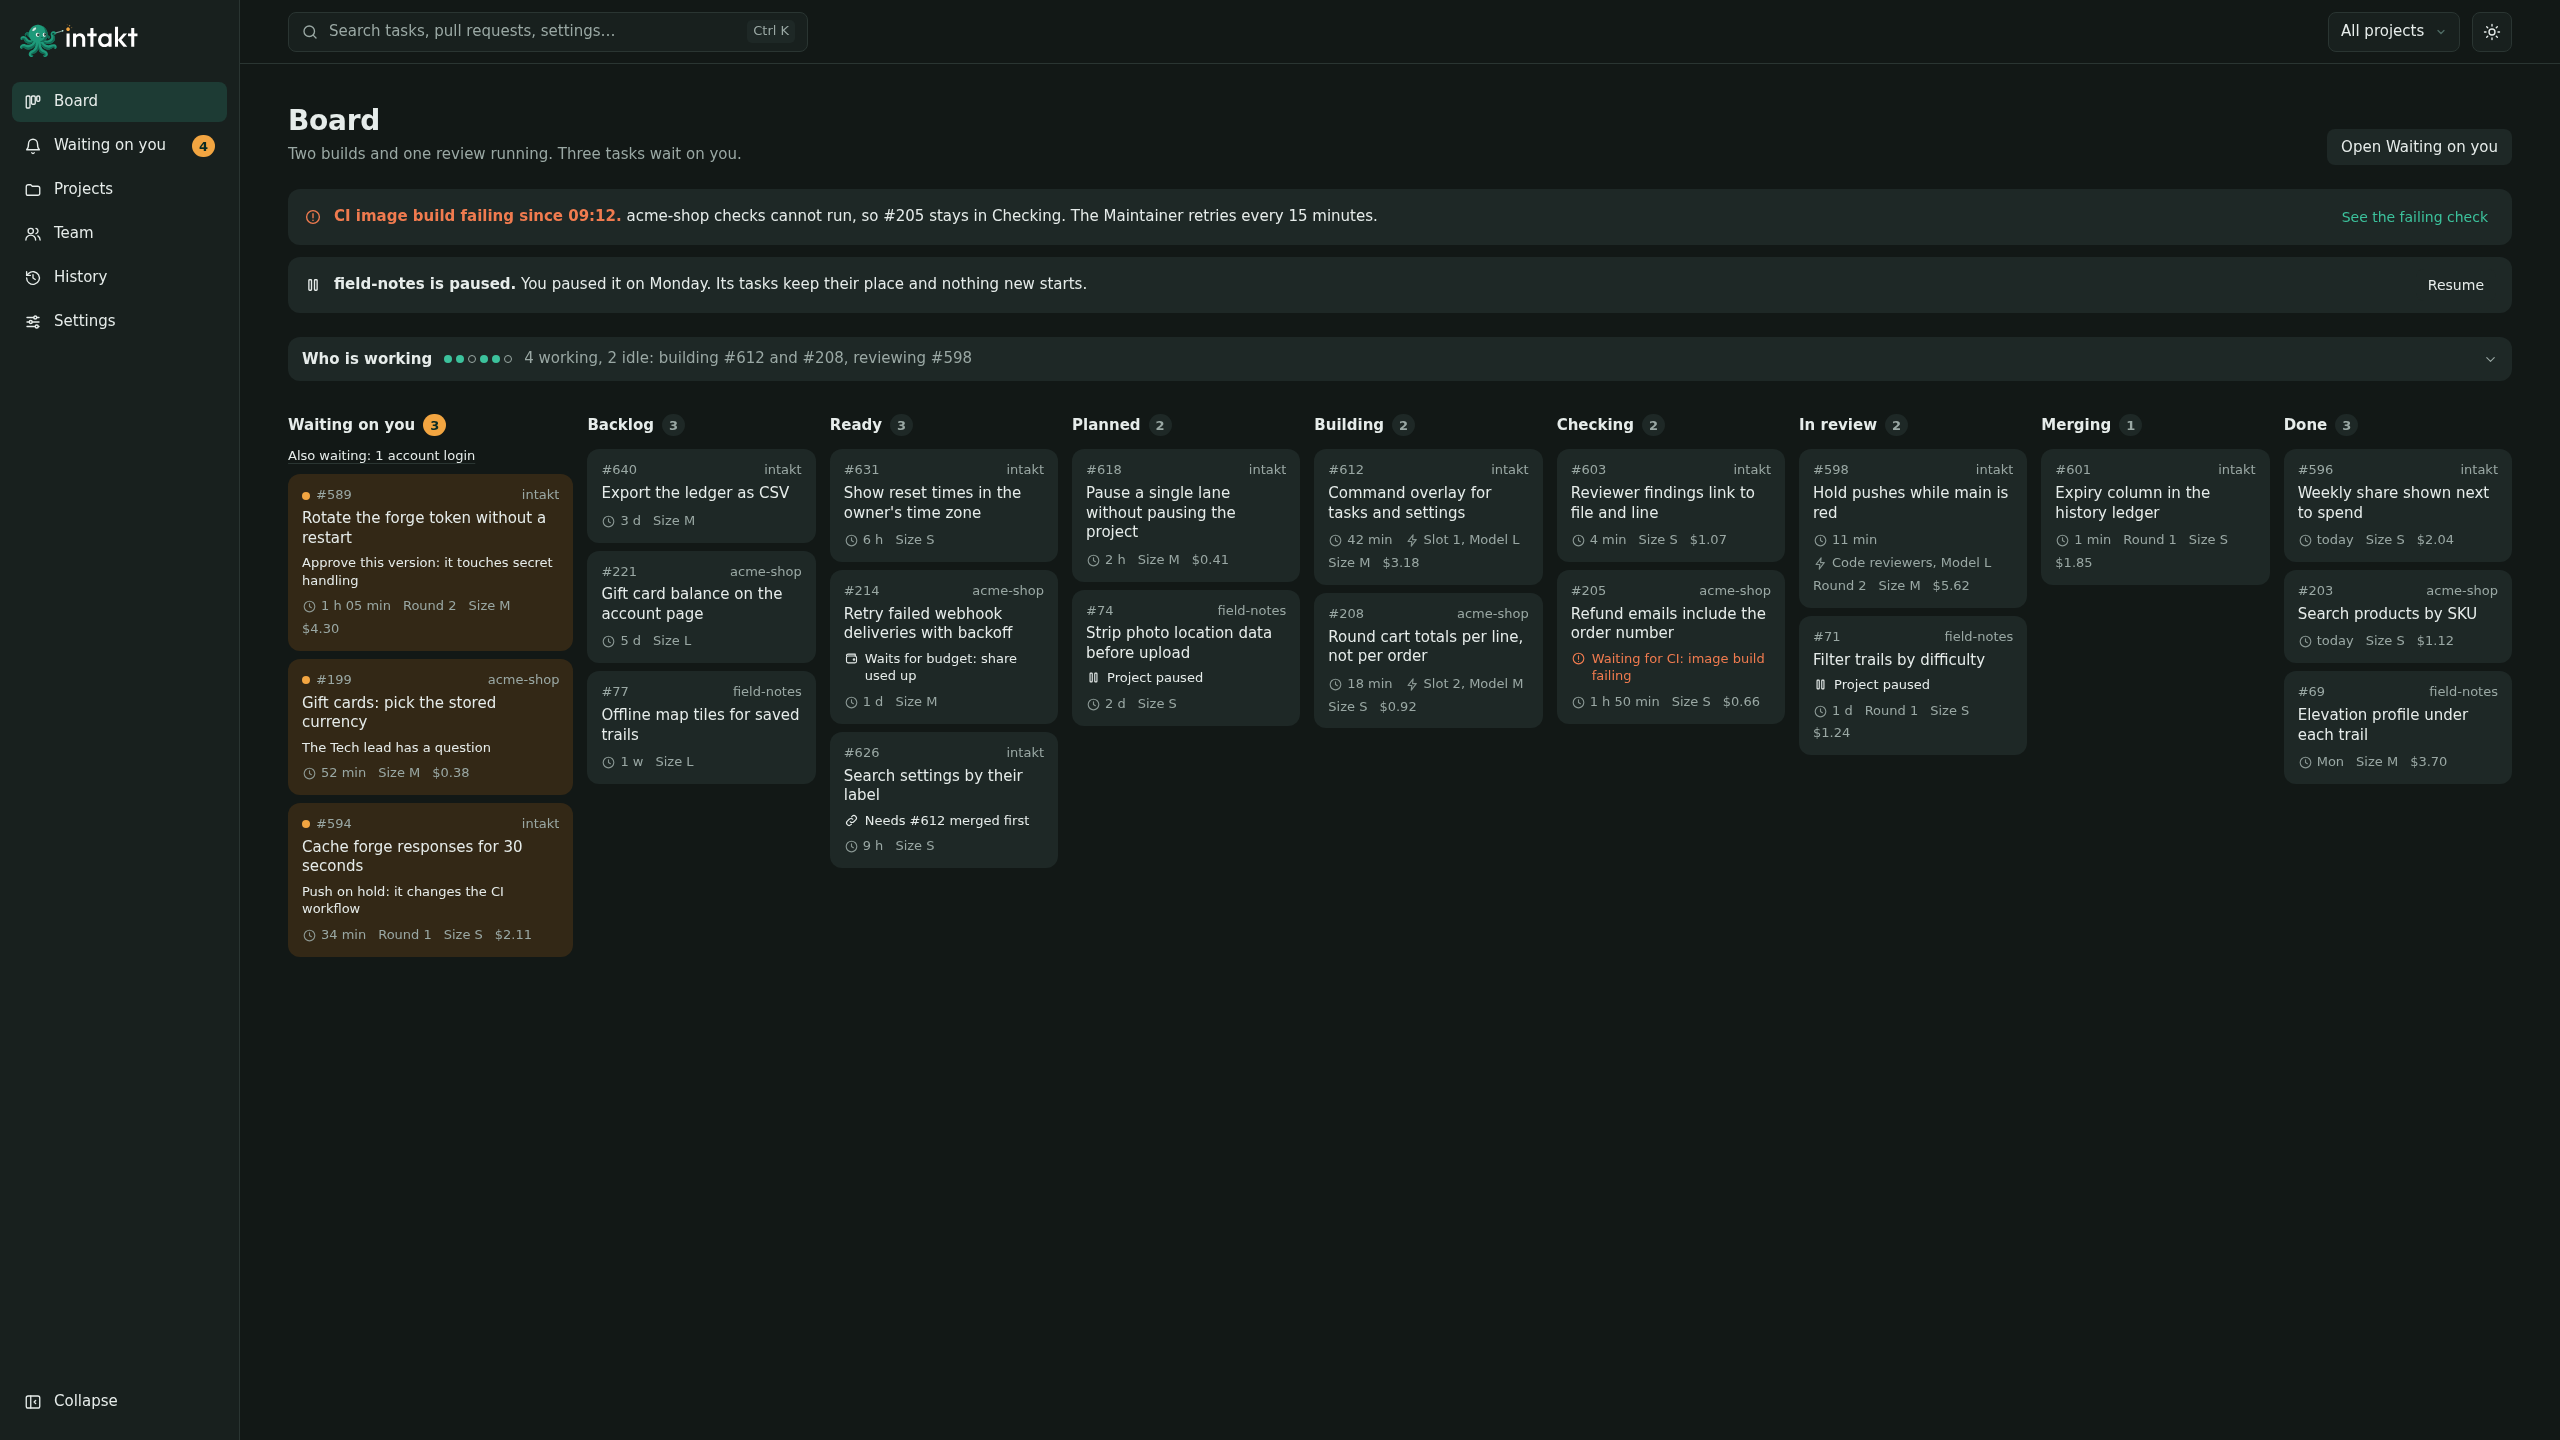 intakt
Search tasks, pull requests, settings...
Ctrl K
All projects
Board
Waiting on you
4
Projects
Team
History
Settings
Collapse
Board
Two builds and one review running. Three tasks wait on you.
Open Waiting on you
CI image build failing since 09:12. acme-shop checks cannot run, so #205 stays in Checking. The Maintainer retries every 15 minutes.
See the failing check
field-notes is paused. You paused it on Monday. Its tasks keep their place and nothing new starts.
Resume
Who is working
4 working, 2 idle: building #612 and #208, reviewing #598
Waiting on you 3
Also waiting: 1 account login
#589 intakt
Rotate the forge token without a
restart
Approve this version: it touches secret
handling
1 h 05 min Round 2 Size M
$4.30
#199 acme-shop
Gift cards: pick the stored
currency
The Tech lead has a question
52 min Size M $0.38
#594 intakt
Cache forge responses for 30
seconds
Push on hold: it changes the CI
workflow
34 min Round 1 Size S $2.11
Backlog 3
#640 intakt
Export the ledger as CSV
3 d Size M
#221 acme-shop
Gift card balance on the
account page
5 d Size L
#77 field-notes
Offline map tiles for saved
trails
1 w Size L
Ready 3
#631 intakt
Show reset times in the
owner's time zone
6 h Size S
#214 acme-shop
Retry failed webhook
deliveries with backoff
Waits for budget: share
used up
1 d Size M
#626 intakt
Search settings by their
label
Needs #612 merged first
9 h Size S
Planned 2
#618 intakt
Pause a single lane
without pausing the
project
2 h Size M $0.41
#74 field-notes
Strip photo location data
before upload
Project paused
2 d Size S
Building 2
#612 intakt
Command overlay for
tasks and settings
42 min Slot 1, Model L
Size M $3.18
#208 acme-shop
Round cart totals per line,
not per order
18 min Slot 2, Model M
Size S $0.92
Checking 2
#603 intakt
Reviewer findings link to
file and line
4 min Size S $1.07
#205 acme-shop
Refund emails include the
order number
Waiting for CI: image build
failing
1 h 50 min Size S $0.66
In review 2
#598 intakt
Hold pushes while main is
red
11 min
Code reviewers, Model L
Round 2 Size M $5.62
#71 field-notes
Filter trails by difficulty
Project paused
1 d Round 1 Size S
$1.24
Merging 1
#601 intakt
Expiry column in the
history ledger
1 min Round 1 Size S
$1.85
Done 3
#596 intakt
Weekly share shown next
to spend
today Size S $2.04
#203 acme-shop
Search products by SKU
today Size S $1.12
#69 field-notes
Elevation profile under
each trail
Mon Size M $3.70